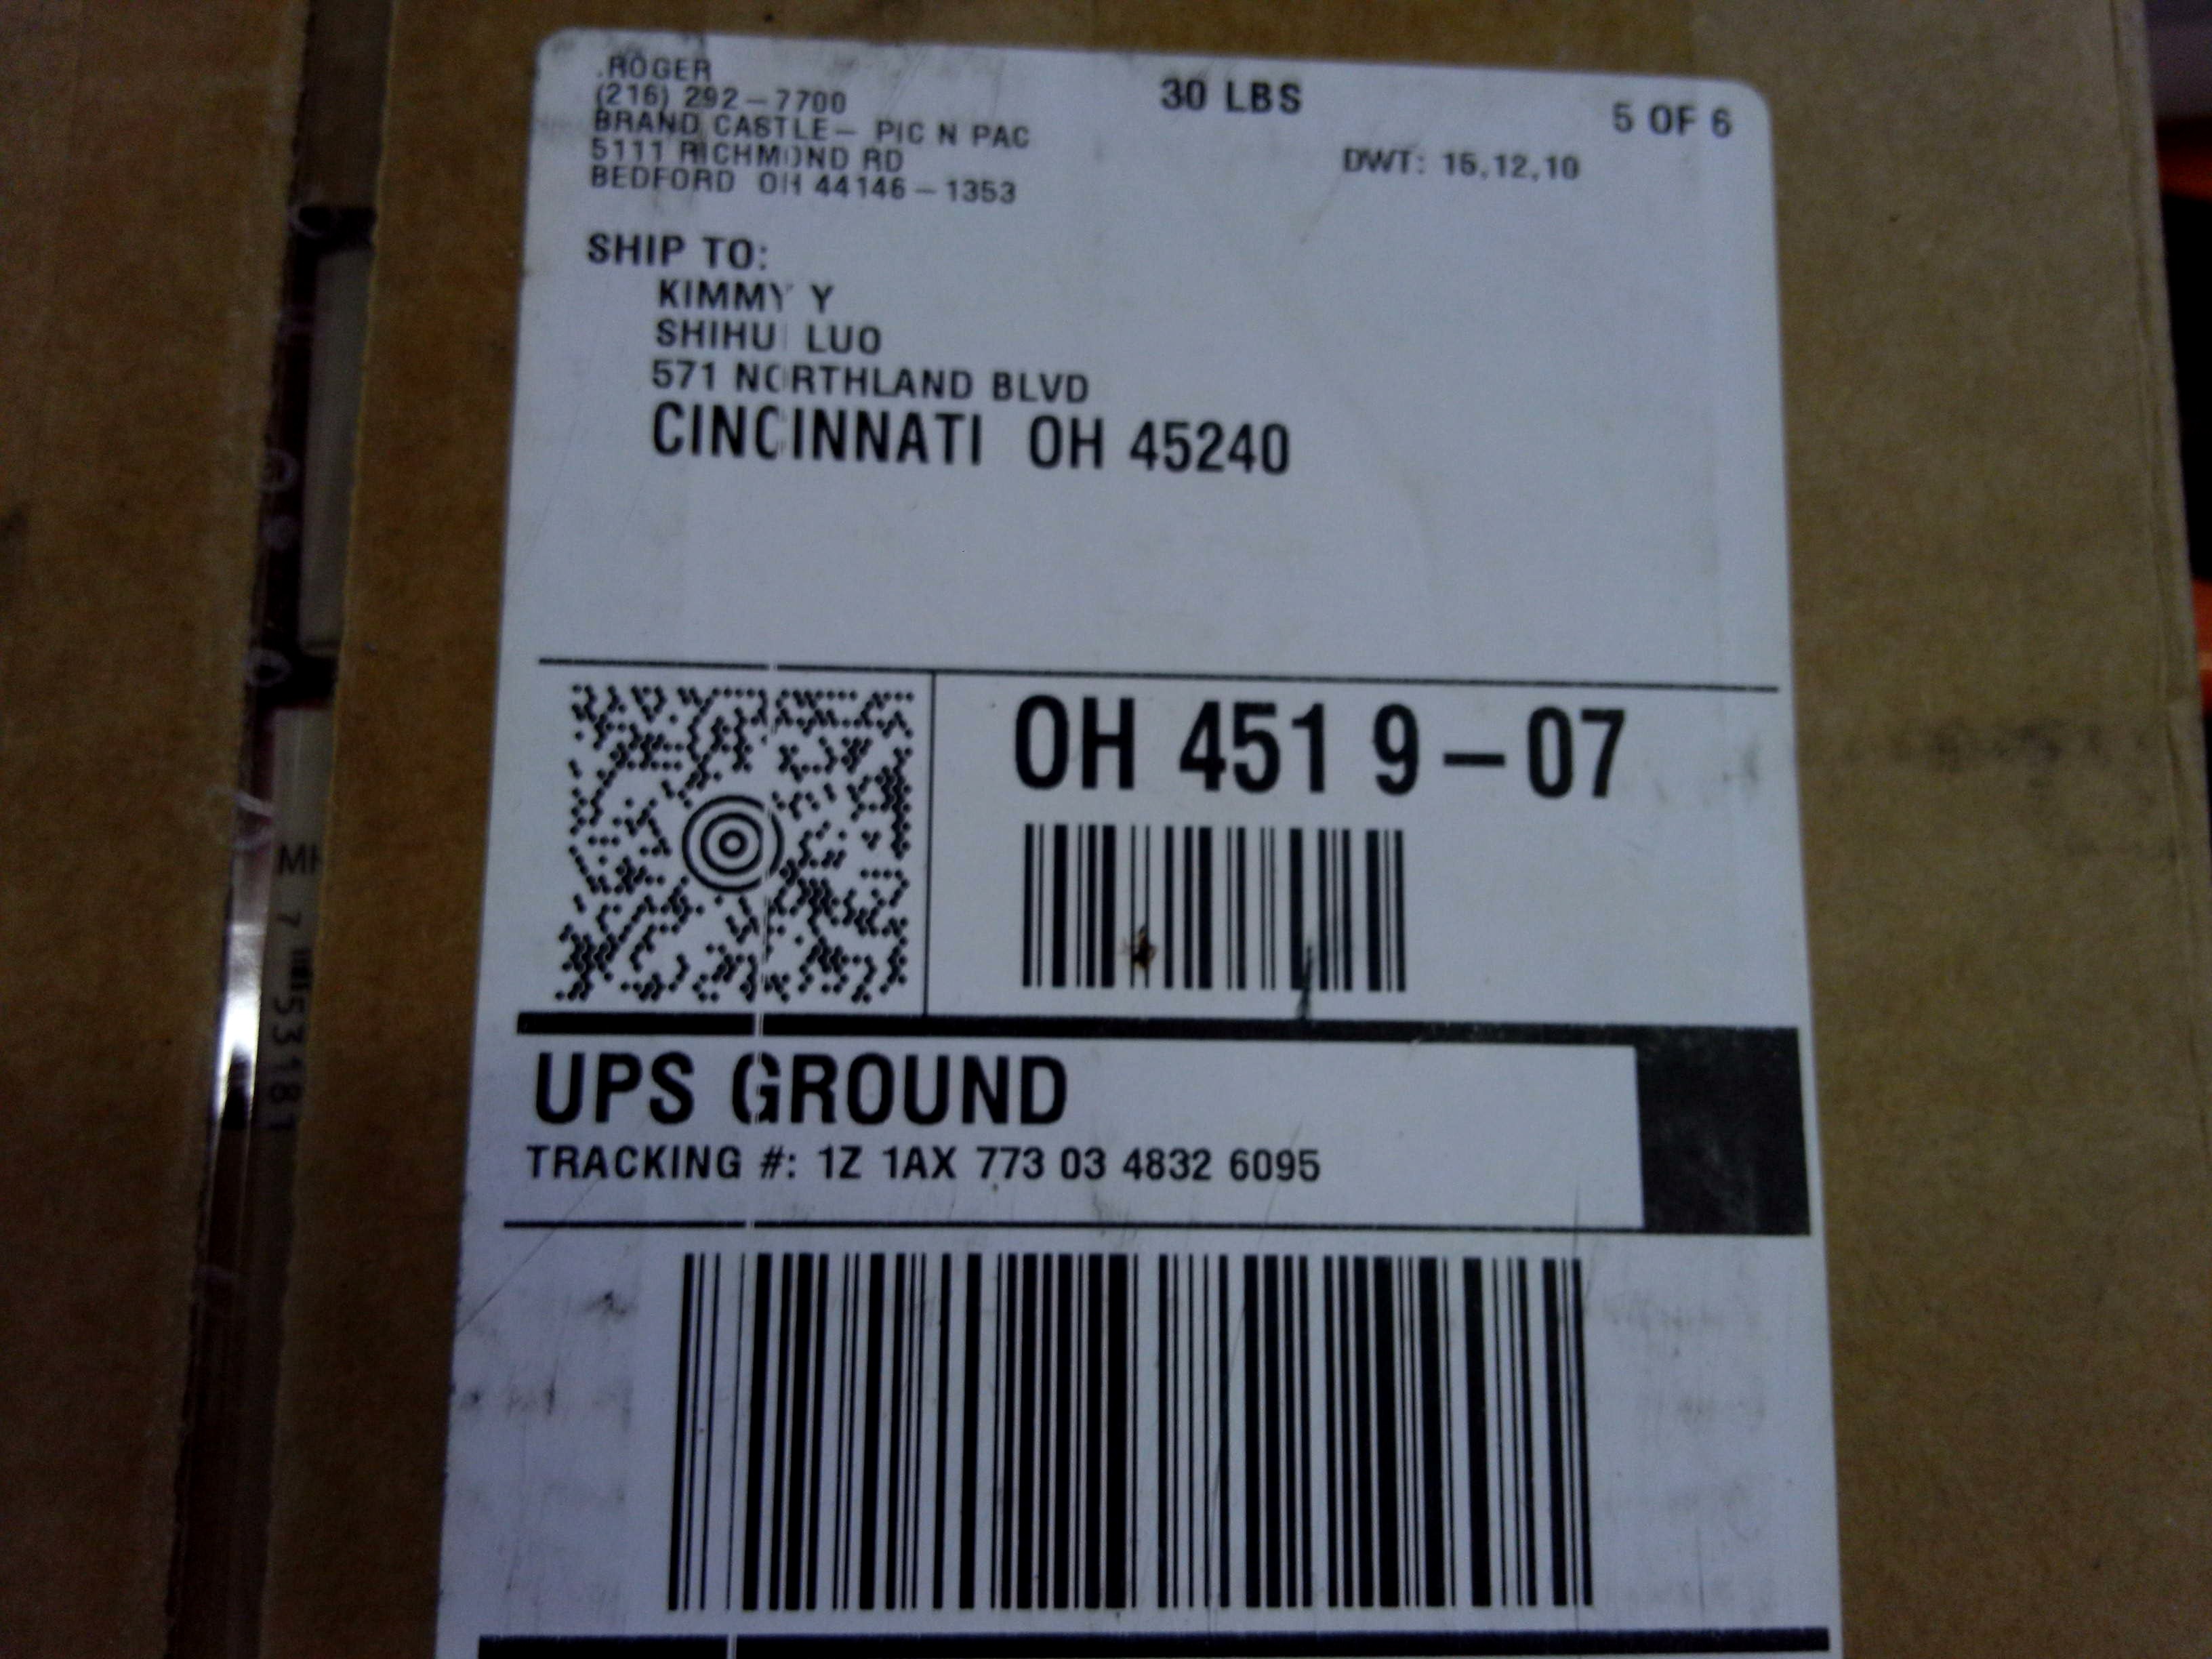 .ROGER
(216) 292-7700
BRAND CASTLE- PIC N PAC
5111 RICHMOND RD
BEDFORD OH 44146-1353
30 LBS
5 OF 6
DWT: 15,12,10
SHIP TO:
KIMMY Y
SHIHU LUO
571 NORTHLAND BLVD
CINCINNATI OH 45240
OH 451 9-07
UPS GROUND
TRACKING #: 1Z 1AX 773 03 4832 6095